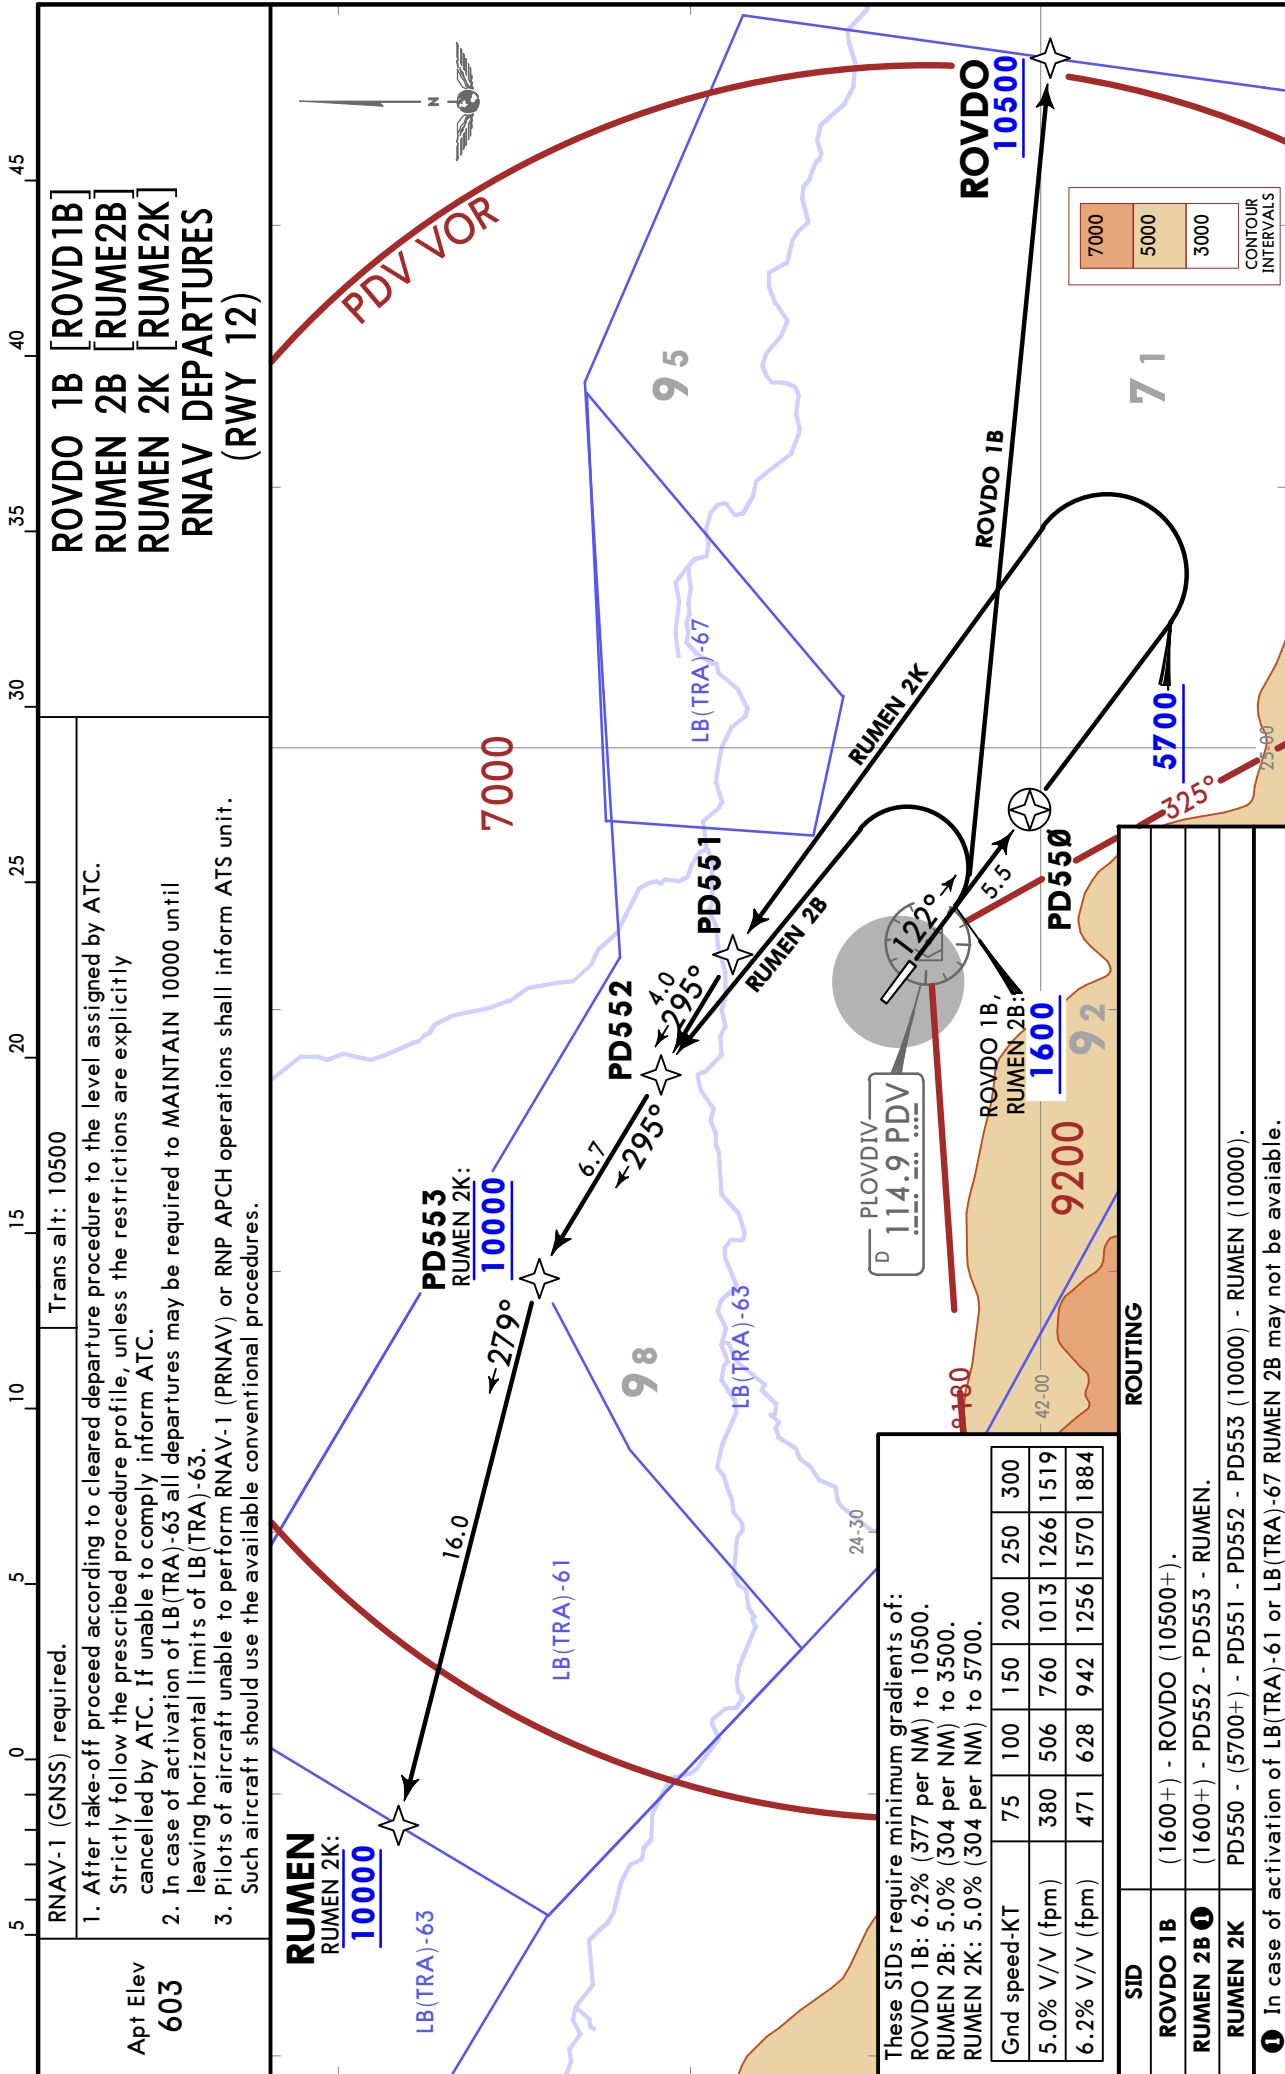 Apt Elev
603
RNAV-1 (GNSS) required.
Trans alt: 10500
1. After take-off proceed according to cleared departure procedure to the level assigned by ATC.
Strictly follow the prescribed procedure profile, unless the restrictions are explicitly
cancelled by ATC. If unable to comply inform ATC.
2. In case of activation of LB(TRA)-63 all departures may be required to MAINTAIN 10000 until
leaving horizontal limits of LB(TRA)-63.
3. Pilots of aircraft unable to perform RNAV-1 (PRNAV) or RNP APCH operations shall inform ATS unit.
Such aircraft should use the available conventional procedures.
ROVDO 1B [ROVD1B]
RUMEN 2B [RUME2B]
RUMEN 2K [RUME2K]
RNAV DEPARTURES
(RWY 12)
5 0 5 10 15 20 25 30 35 40 45
N
PDV VOR
RUMEN
RUMEN 2K:
10000
LB(TRA)-63
16.0
279°
PD553
RUMEN 2K:
10000
LB(TRA)-61
98
LB(TRA)-63
6.7
295°
PD552
4.0
295°
PD551
7000
LB(TRA)-67
95
RUMEN 2B
RUMEN 2K
ROVDO 1B
ROVDO
10500
PLOVDIV
D 114.9 PDV
122°
5.5
PD550
ROVDO 1B,
RUMEN 2B:
1600
92
9200
5700
325°
25-00
71
24-30
42-00
7000
5000
3000
CONTOUR
INTERVALS
These SIDs require minimum gradients of:
ROVDO 1B: 6.2% (377 per NM) to 10500.
RUMEN 2B: 5.0% (304 per NM) to 3500.
RUMEN 2K: 5.0% (304 per NM) to 5700.
Gnd speed-KT 75 100 150 200 250 300
5.0% V/V (fpm) 380 506 760 1013 1266 1519
6.2% V/V (fpm) 471 628 942 1256 1570 1884
SID ROUTING
ROVDO 1B (1600+) - ROVDO (10500+).
RUMEN 2B ❶ (1600+) - PD552 - PD553 - RUMEN.
RUMEN 2K PD550 - (5700+) - PD551 - PD552 - PD553 (10000) - RUMEN (10000).
❶ In case of activation of LB(TRA)-61 or LB(TRA)-67 RUMEN 2B may not be avaiable.